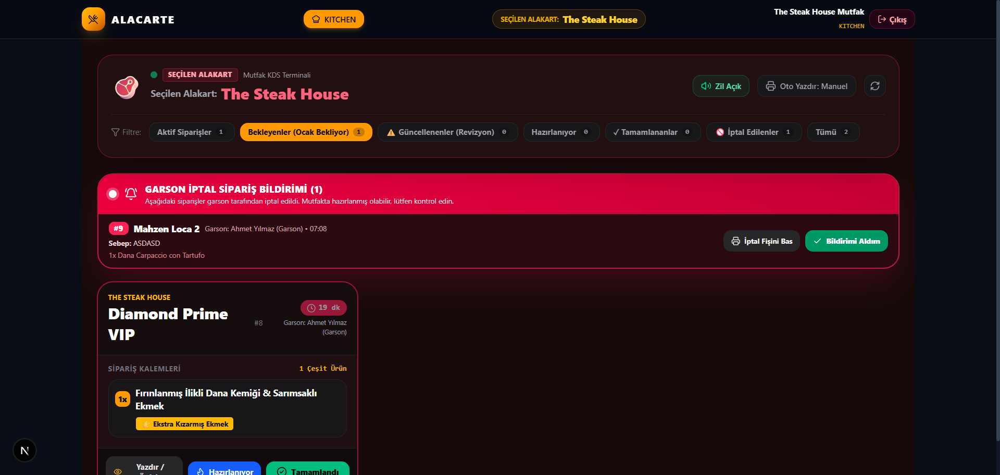 ALACARTE
KITCHEN
SEÇİLEN ALAKART: The Steak House
The Steak House Mutfak
KITCHEN
Çıkış
SEÇİLEN ALAKART
Mutfak KDS Terminali
Seçilen Alakart: The Steak House
Zil Açık
Oto Yazdır: Manuel
Filtre:
Aktif Siparişler 1
Bekleyenler (Ocak Bekliyor) 1
Güncellenenler (Revizyon) 0
Hazırlanıyor 0
✓ Tamamlananlar 0
İptal Edilenler 1
Tümü 2
GARSON İPTAL SİPARİŞ BİLDİRİMİ (1)
Aşağıdaki siparişler garson tarafından iptal edildi. Mutfakta hazırlanmış olabilir, lütfen kontrol edin.
#9 Mahzen Loca 2 Garson: Ahmet Yılmaz (Garson) • 07:08
Sebep: ASDASD
1x Dana Carpaccio con Tartufo
İptal Fişini Bas
Bildirimi Aldım
THE STEAK HOUSE
Diamond Prime
VIP
#8
19 dk
Garson: Ahmet Yılmaz
(Garson)
SİPARİŞ KALEMLERİ
1 Çeşit Ürün
1x
Fırınlanmış İlikli Dana Kemiği & Sarımsaklı
Ekmek
Ekstra Kızarmış Ekmek
Yazdır /
Hazırlanıyor
Tamamlandı
N